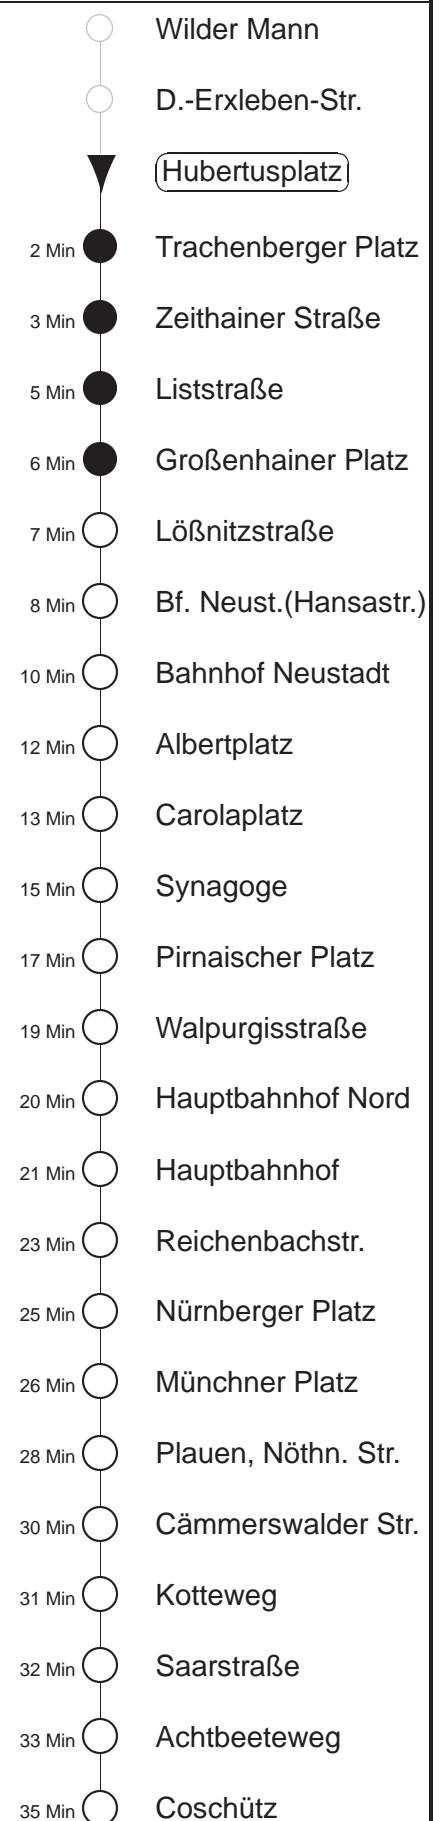 Wilder Mann
D.-Erxleben-Str.
Hubertusplatz
2 Min Trachenberger Platz
3 Min Zeithainer Straße
5 Min Liststraße
6 Min Großenhainer Platz
7 Min Lößnitzstraße
8 Min Bf. Neust.(Hansastr.)
10 Min Bahnhof Neustadt
12 Min Albertplatz
13 Min Carolaplatz
15 Min Synagoge
17 Min Pirnaischer Platz
19 Min Walpurgisstraße
20 Min Hauptbahnhof Nord
21 Min Hauptbahnhof
23 Min Reichenbachstr.
25 Min Nürnberger Platz
26 Min Münchner Platz
28 Min Plauen, Nöthn. Str.
30 Min Cämmerswalder Str.
31 Min Kotteweg
32 Min Saarstraße
33 Min Achtbeeteweg
35 Min Coschütz